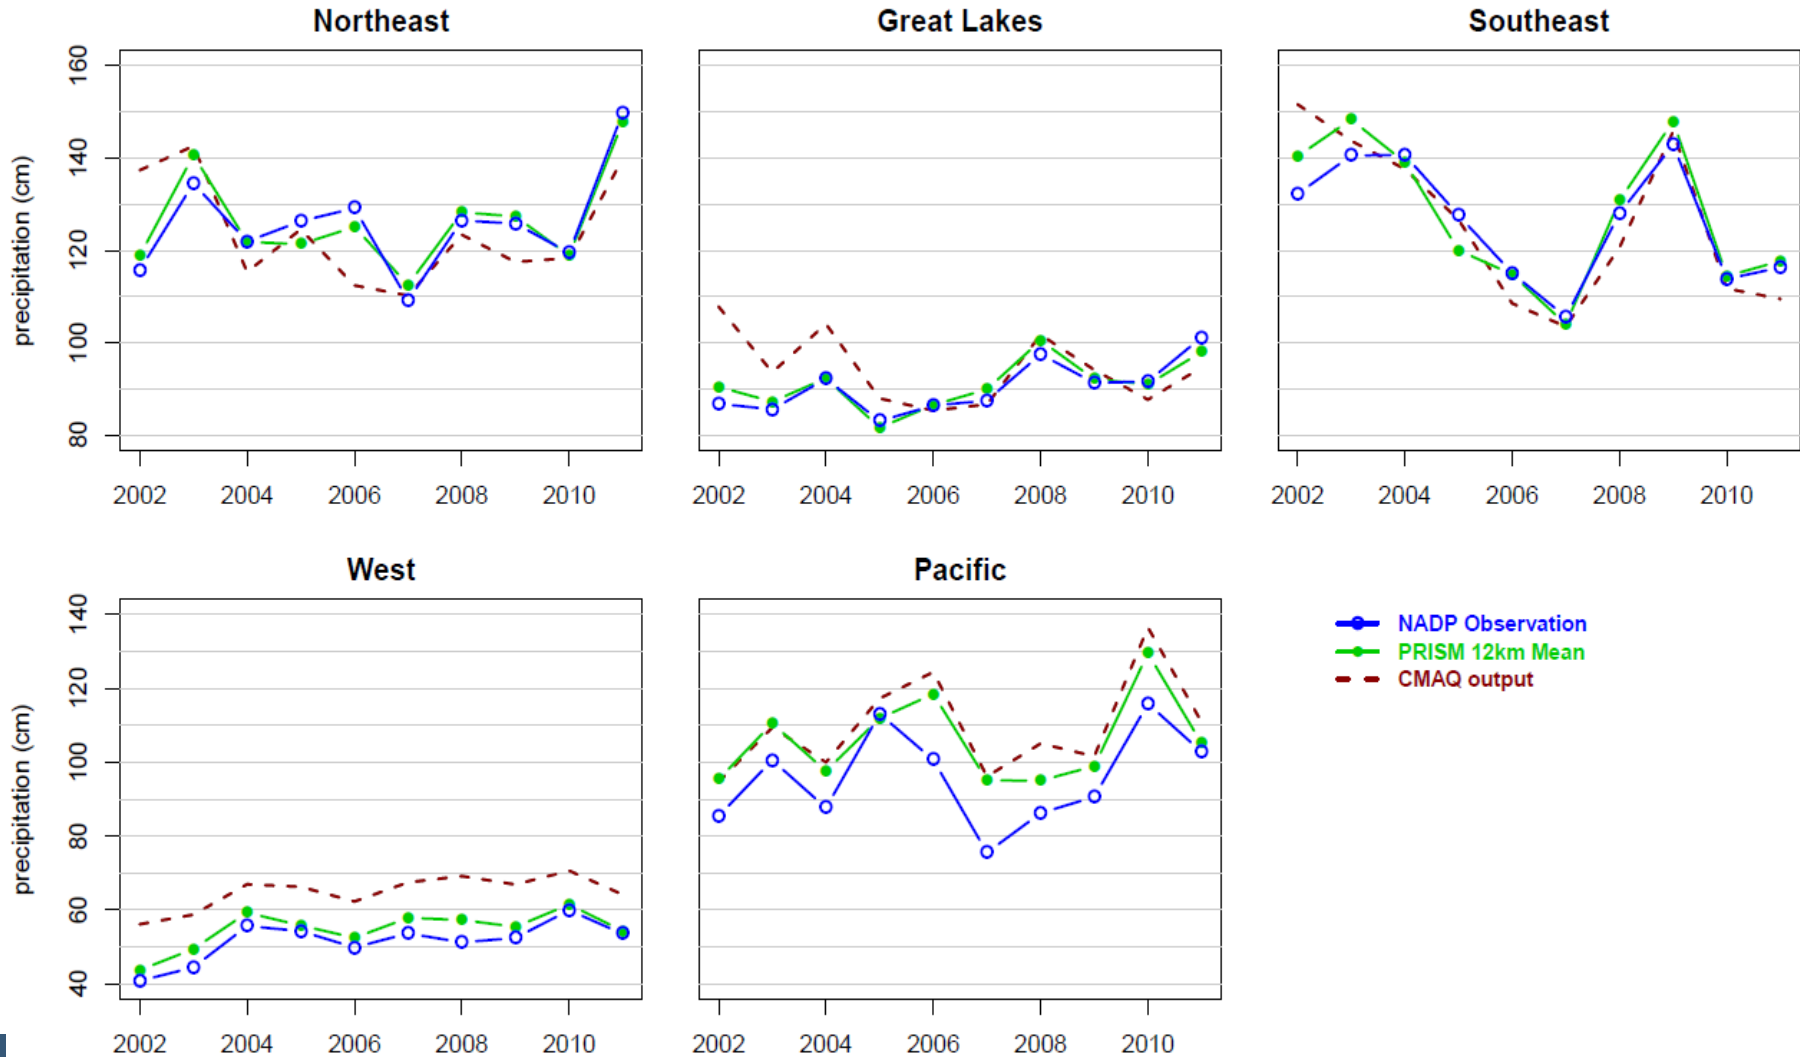 Northeast
Great Lakes
Southeast
precipitation (cm)
160
140
120
100
80
2002 2004 2006 2008 2010
2002 2004 2006 2008 2010
2002 2004 2006 2008 2010
West
Pacific
precipitation (cm)
140
120
100
80
60
40
2002 2004 2006 2008 2010
2002 2004 2006 2008 2010
NADP Observation
PRISM 12km Mean
CMAQ output